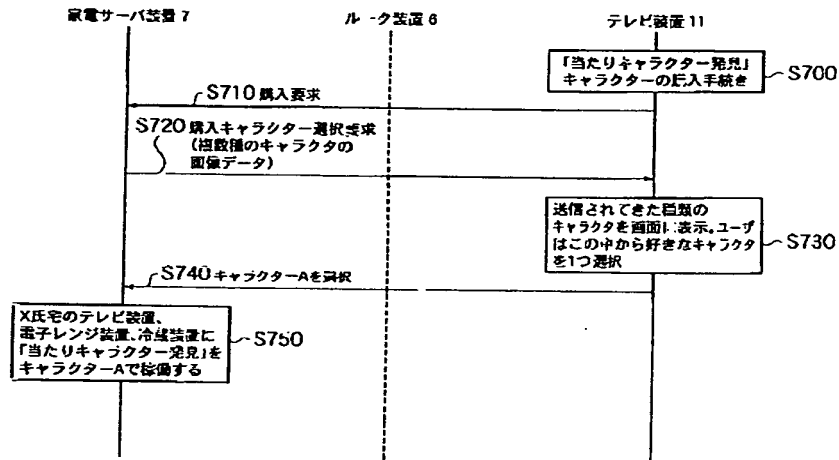 家電サーバ装置7
ルータ装置6
テレビ装置11
「当たりキャラクター発見」
キャラクターの購入手続き
S700
S710 購入要求
S720 購入キャラクター選択要求
(複数種のキャラクタの
画像データ)
送信されてきた種類の
キャラクタを画面に表示。ユーザ
はこの中から好きなキャラクタ
を1つ選択
S730
S740 キャラクターAを選択
X氏宅のテレビ装置、
電子レンジ装置、冷蔵装置に
「当たりキャラクター発見」を
キャラクターAで稼働する
S750